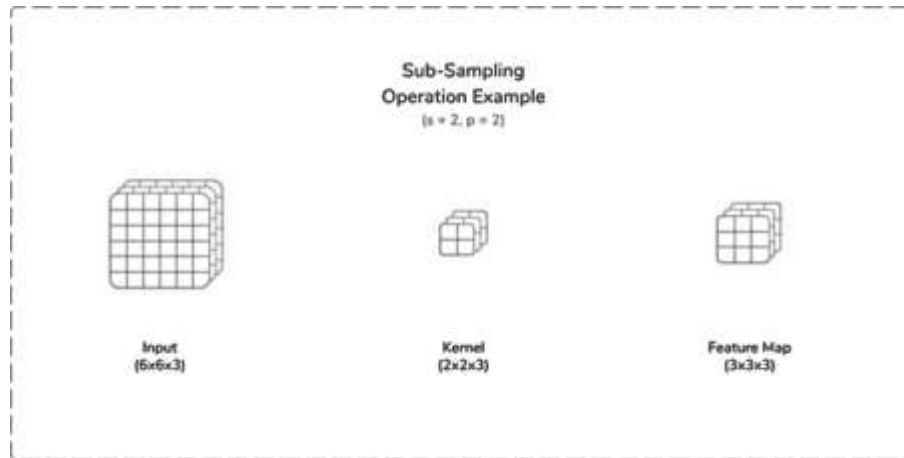 Sub-Sampling
Operation Example
(s = 2, p = 2)
Input
(6x6x3)
Kernel
(2x2x3)
Feature Map
(3x3x3)